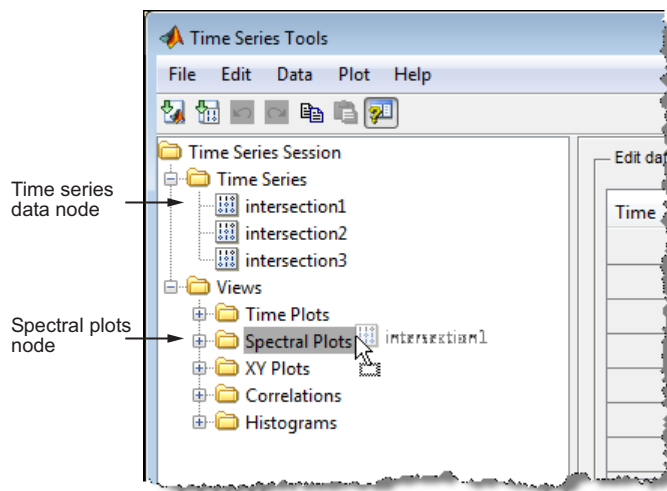 Time Series Tools
File Edit Data Plot Help
Time Series Session
Time Series
intersection1
intersection2
intersection3
Views
Time Plots
Spectral Plots intersection1
XY Plots
Correlations
Histograms
Time series
data node
Spectral plots
node
Edit dat
Time